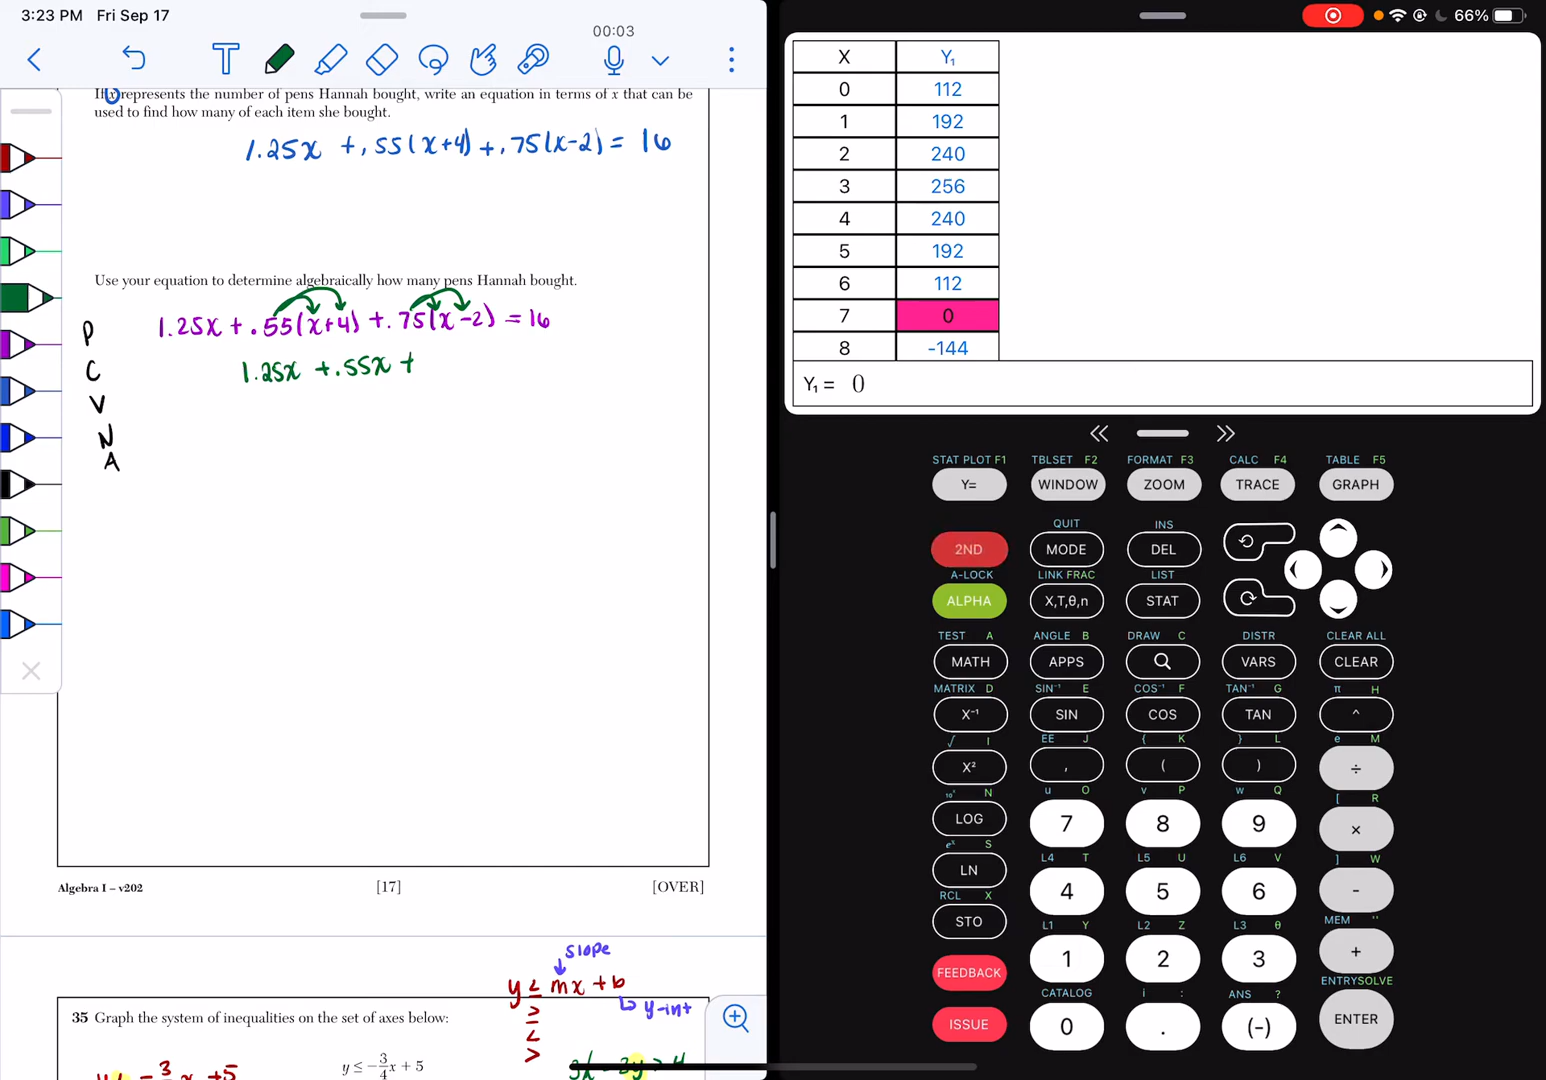 3:23 PM Fri Sep 17
66%
00:03
T
If x represents the number of pens Hannah bought, write an equation in terms of x that can be
used to find how many of each item she bought.
1.25x + .55(x+4) + .75(x-2) = 16
Use your equation to determine algebraically how many pens Hannah bought.
1.25x + .55(x+4) + .75(x-2) = 16
1.25x + .55x +
P
C
V
N
A
Algebra I – v202 [17] [OVER]
slope
y ≤ mx + b
≥
<
>
y-int
35 Graph the system of inequalities on the set of axes below:
y ≤ -3/4x + 5
X Y₁
0 112
1 192
2 240
3 256
4 240
5 192
6 112
7 0
8 -144
Y₁ = 0
STAT PLOT F1 TBLSET F2 FORMAT F3 CALC F4 TABLE F5
Y= WINDOW ZOOM TRACE GRAPH
QUIT INS
2ND MODE DEL
A-LOCK LINK FRAC LIST
ALPHA X,T,θ,n STAT
TEST A ANGLE B DRAW C DISTR CLEAR ALL
MATH APPS VARS CLEAR
MATRIX D SIN⁻¹ E COS⁻¹ F TAN⁻¹ G π H
X⁻¹ SIN COS TAN ^
√ I EE J { K } L e M
X² , ( ) ÷
10ˣ N u O v P w Q [ R
LOG 7 8 9 ×
eˣ S L4 T L5 U L6 V ] W
LN 4 5 6 -
RCL X L1 Y L2 Z L3 θ MEM "
STO 1 2 3 +
FEEDBACK
CATALOG i : ANS ? ENTRY SOLVE
ISSUE 0 . (-) ENTER